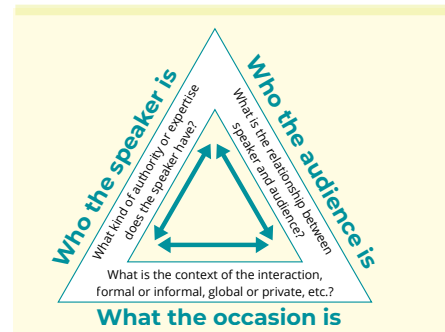 Who the speaker is
What kind of authority or expertise
does the speaker have?
Who the audience is
What is the relationship between
speaker and audience?
What is the context of the interaction,
formal or informal, global or private, etc.?
What the occasion is